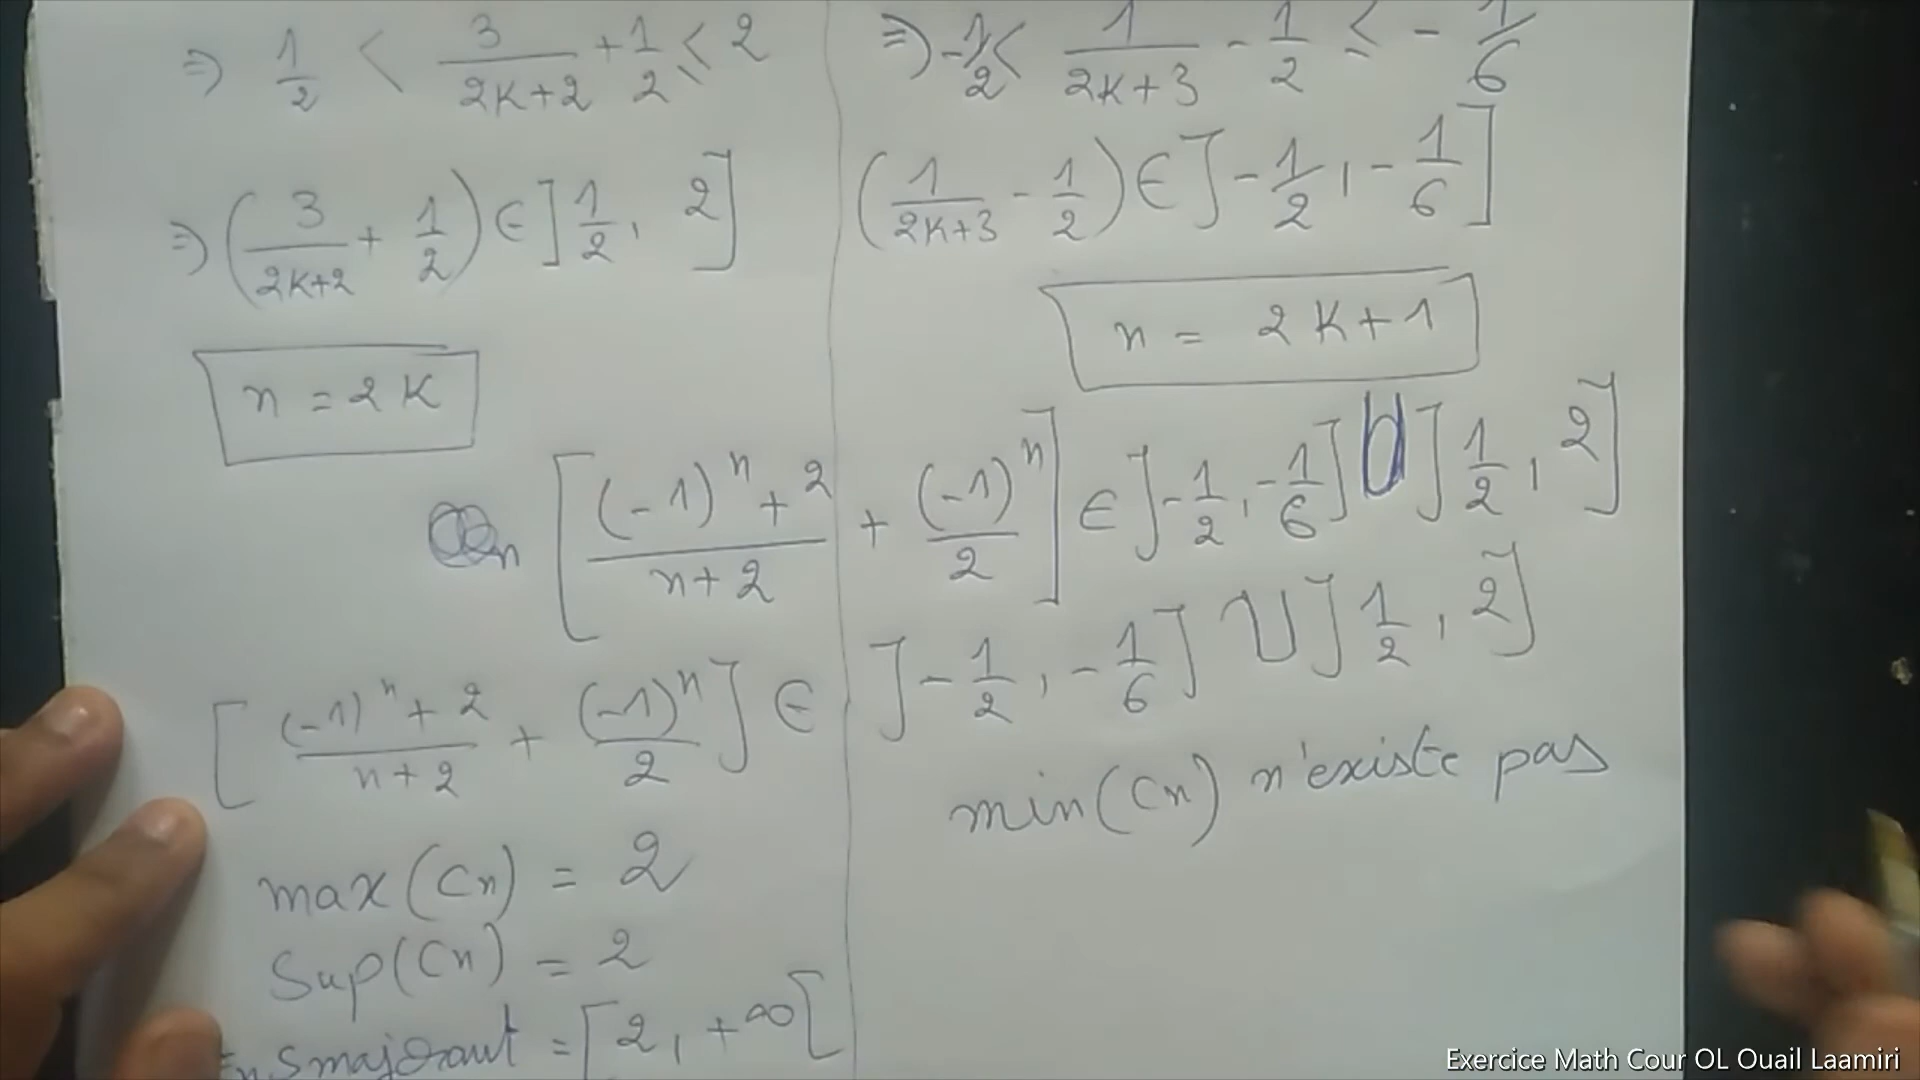 ⇒ 1/2 < 3/(2K+2) + 1/2 ≤ 2
⇒ (3/(2K+2) + 1/2) ∈ ]1/2, 2]
n = 2K
⇒ -1/2 < 1/(2K+3) - 1/2 ≤ -1/6
(1/(2K+3) - 1/2) ∈ ]-1/2, -1/6]
n = 2K+1
[((-1)^n + 2)/(n+2) + (-1)^n/2] ∈ ]-1/2, -1/6] U ]1/2, 2]
[((-1)^n + 2)/(n+2) + (-1)^n/2] ∈ ]-1/2, -1/6] U ]1/2, 2]
max(Cn) = 2
Sup(Cn) = 2
majorant = [2, +∞[
min(Cn) n'existe pas
Exercice Math Cour OL Ouail Laamiri